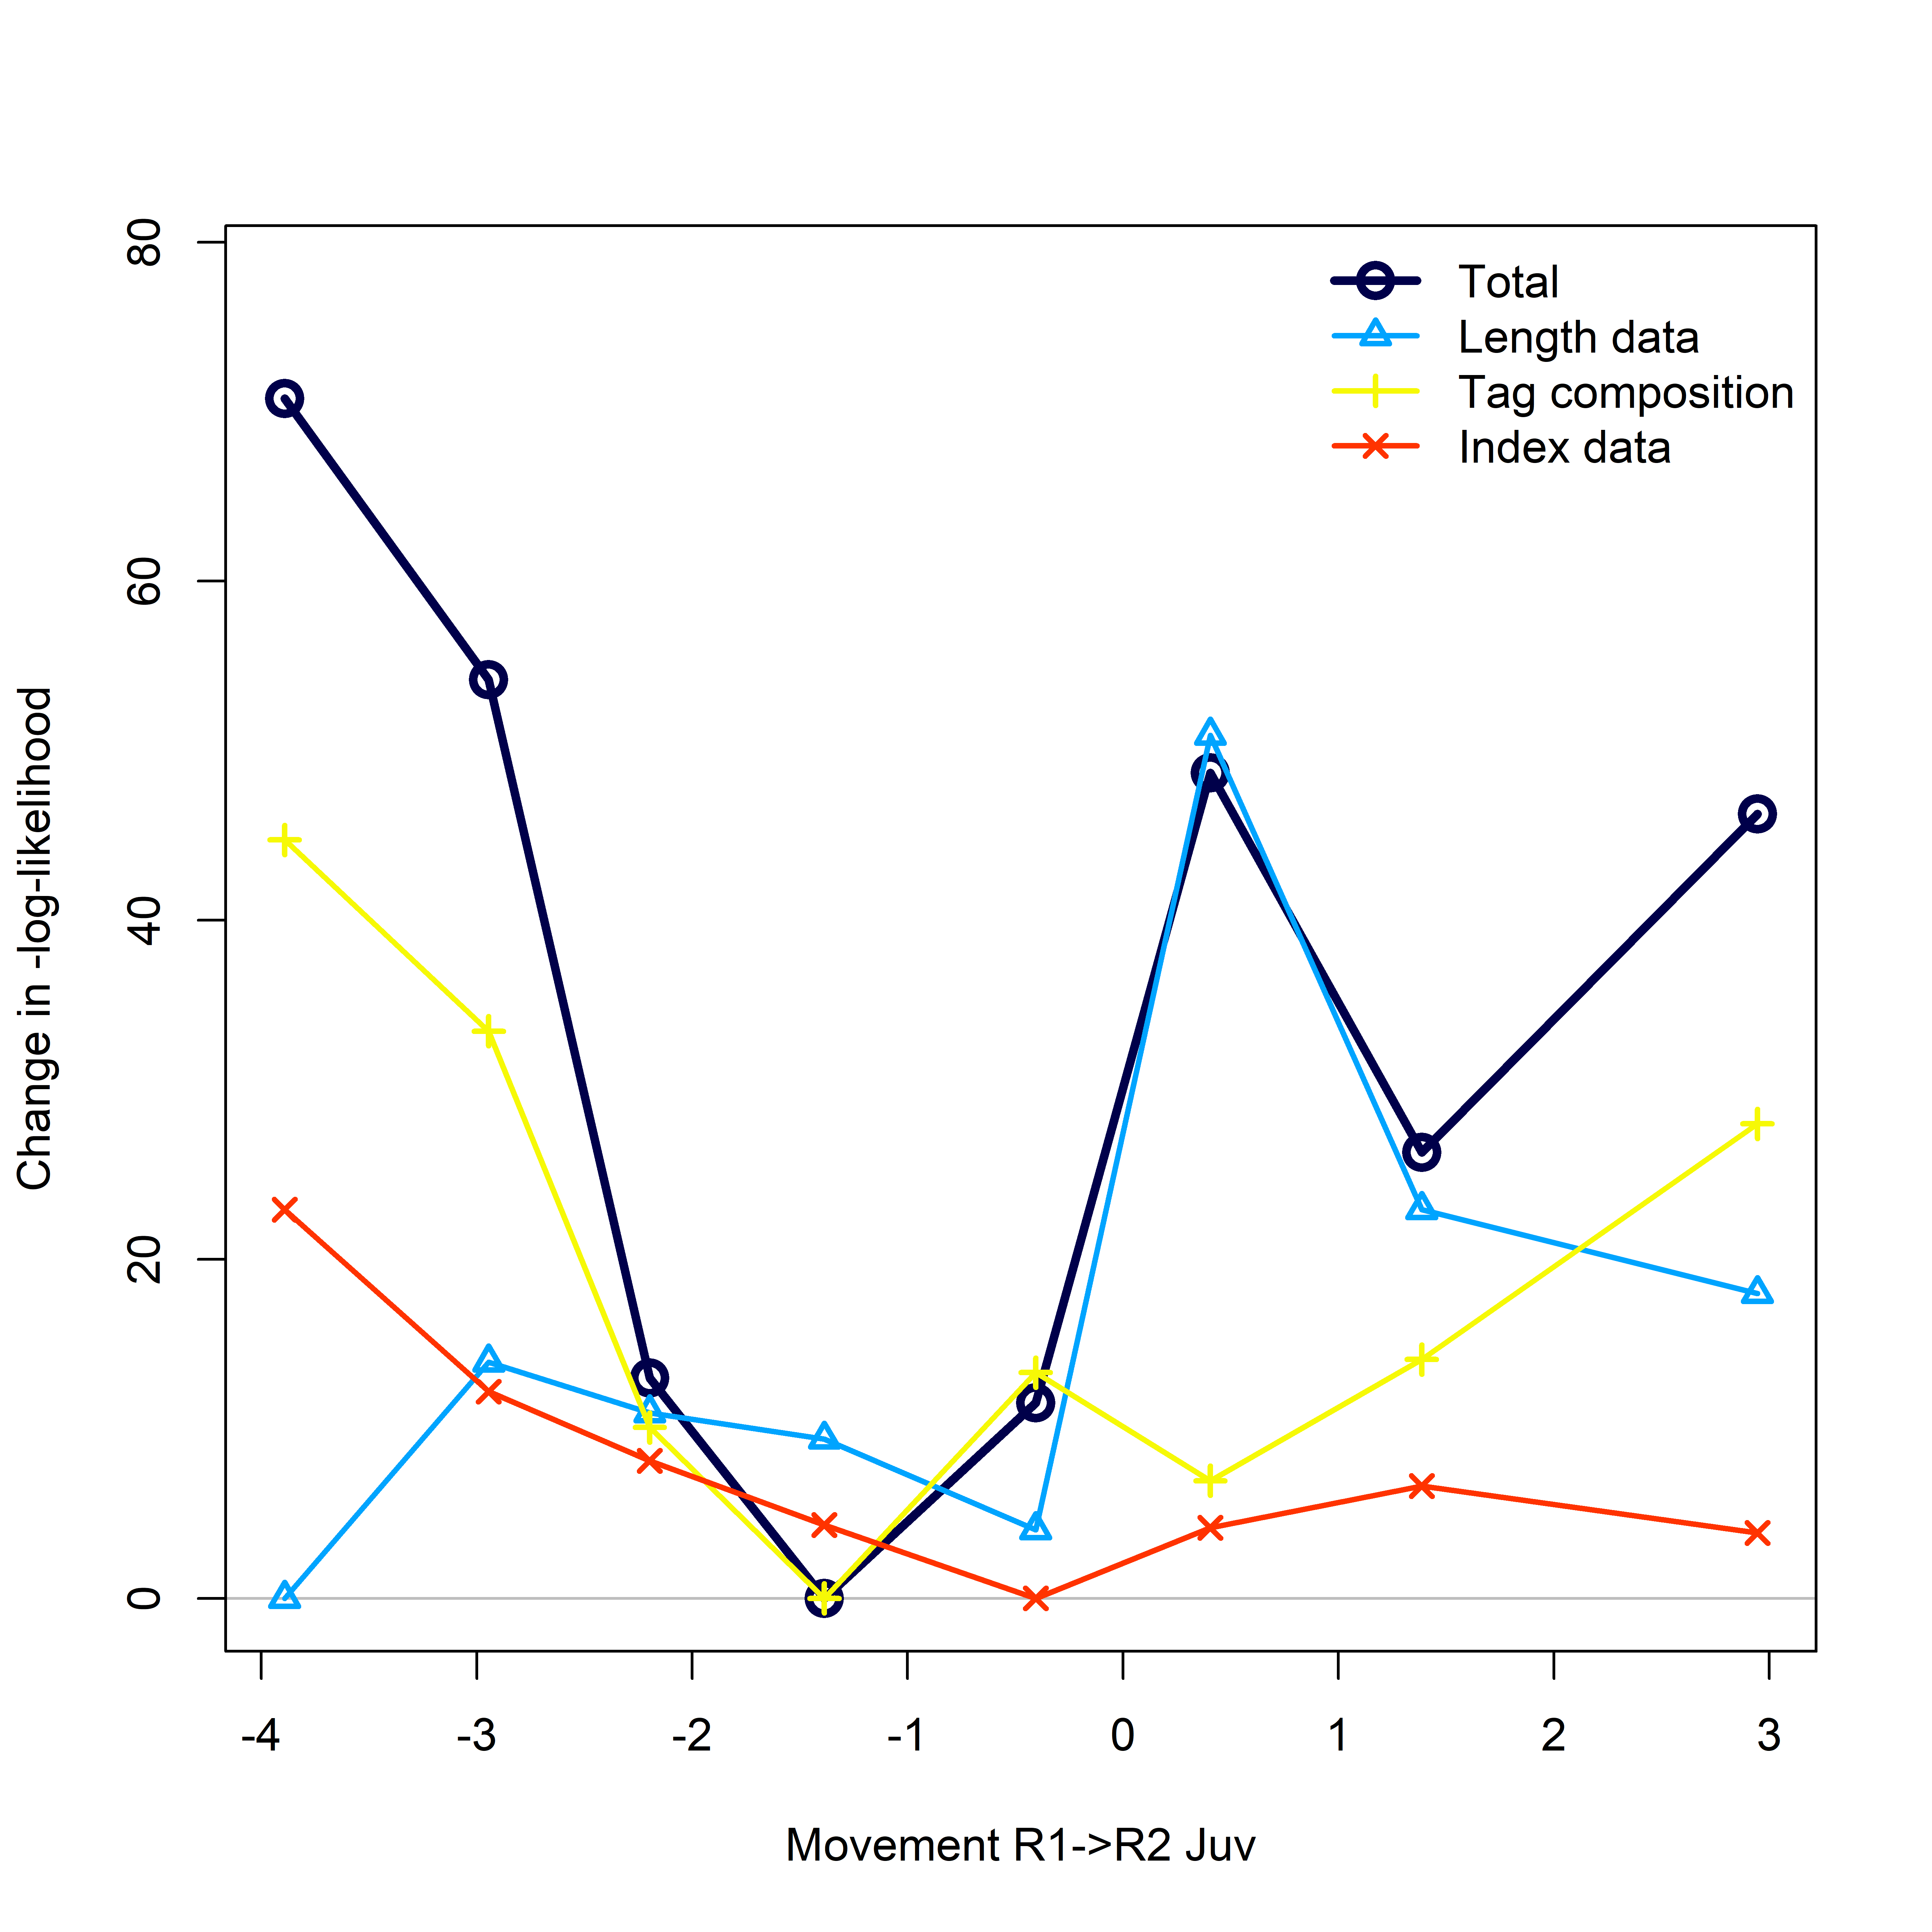 Total
Length data
Tag composition
Index data
80
60
40
20
0
Change in -log-likelihood
-4 -3 -2 -1 0 1 2 3
Movement R1->R2 Juv